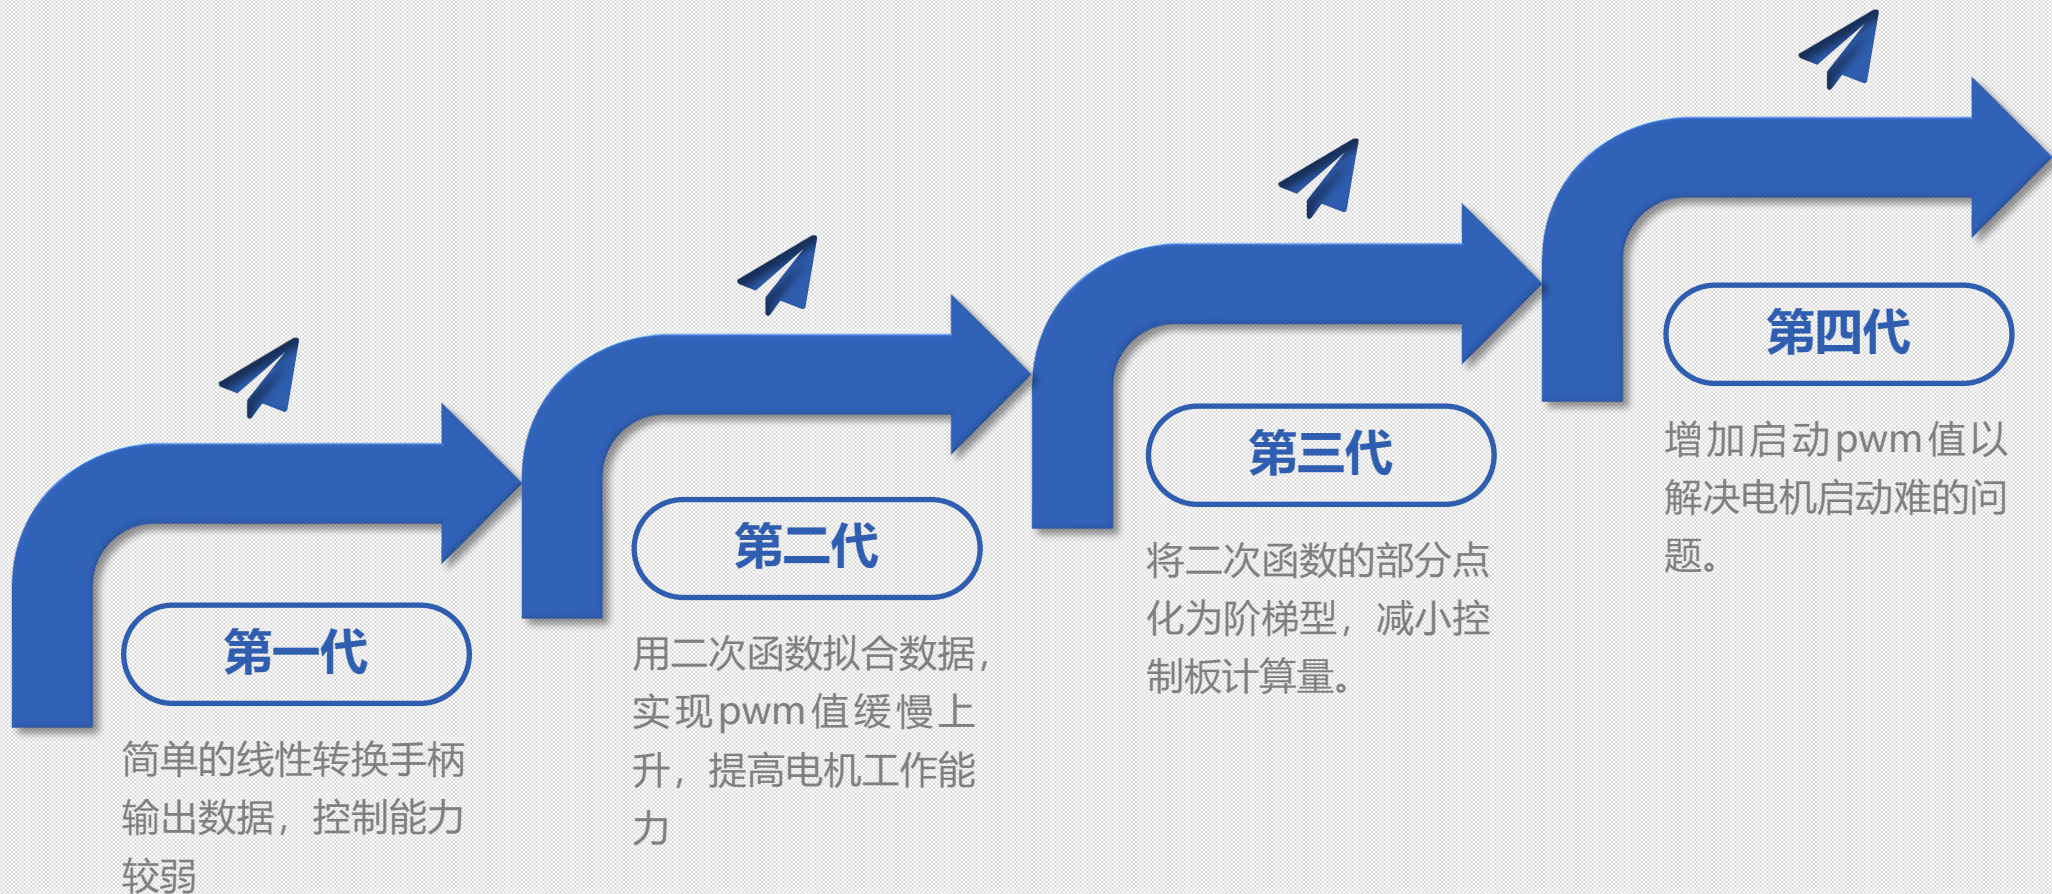 第一代
简单的线性转换手柄
输出数据，控制能力
较弱
第二代
用二次函数拟合数据，
实现pwm值缓慢上
升，提高电机工作能
力
第三代
将二次函数的部分点
化为阶梯型，减小控
制板计算量。
第四代
增加启动pwm值以
解决电机启动难的问
题。